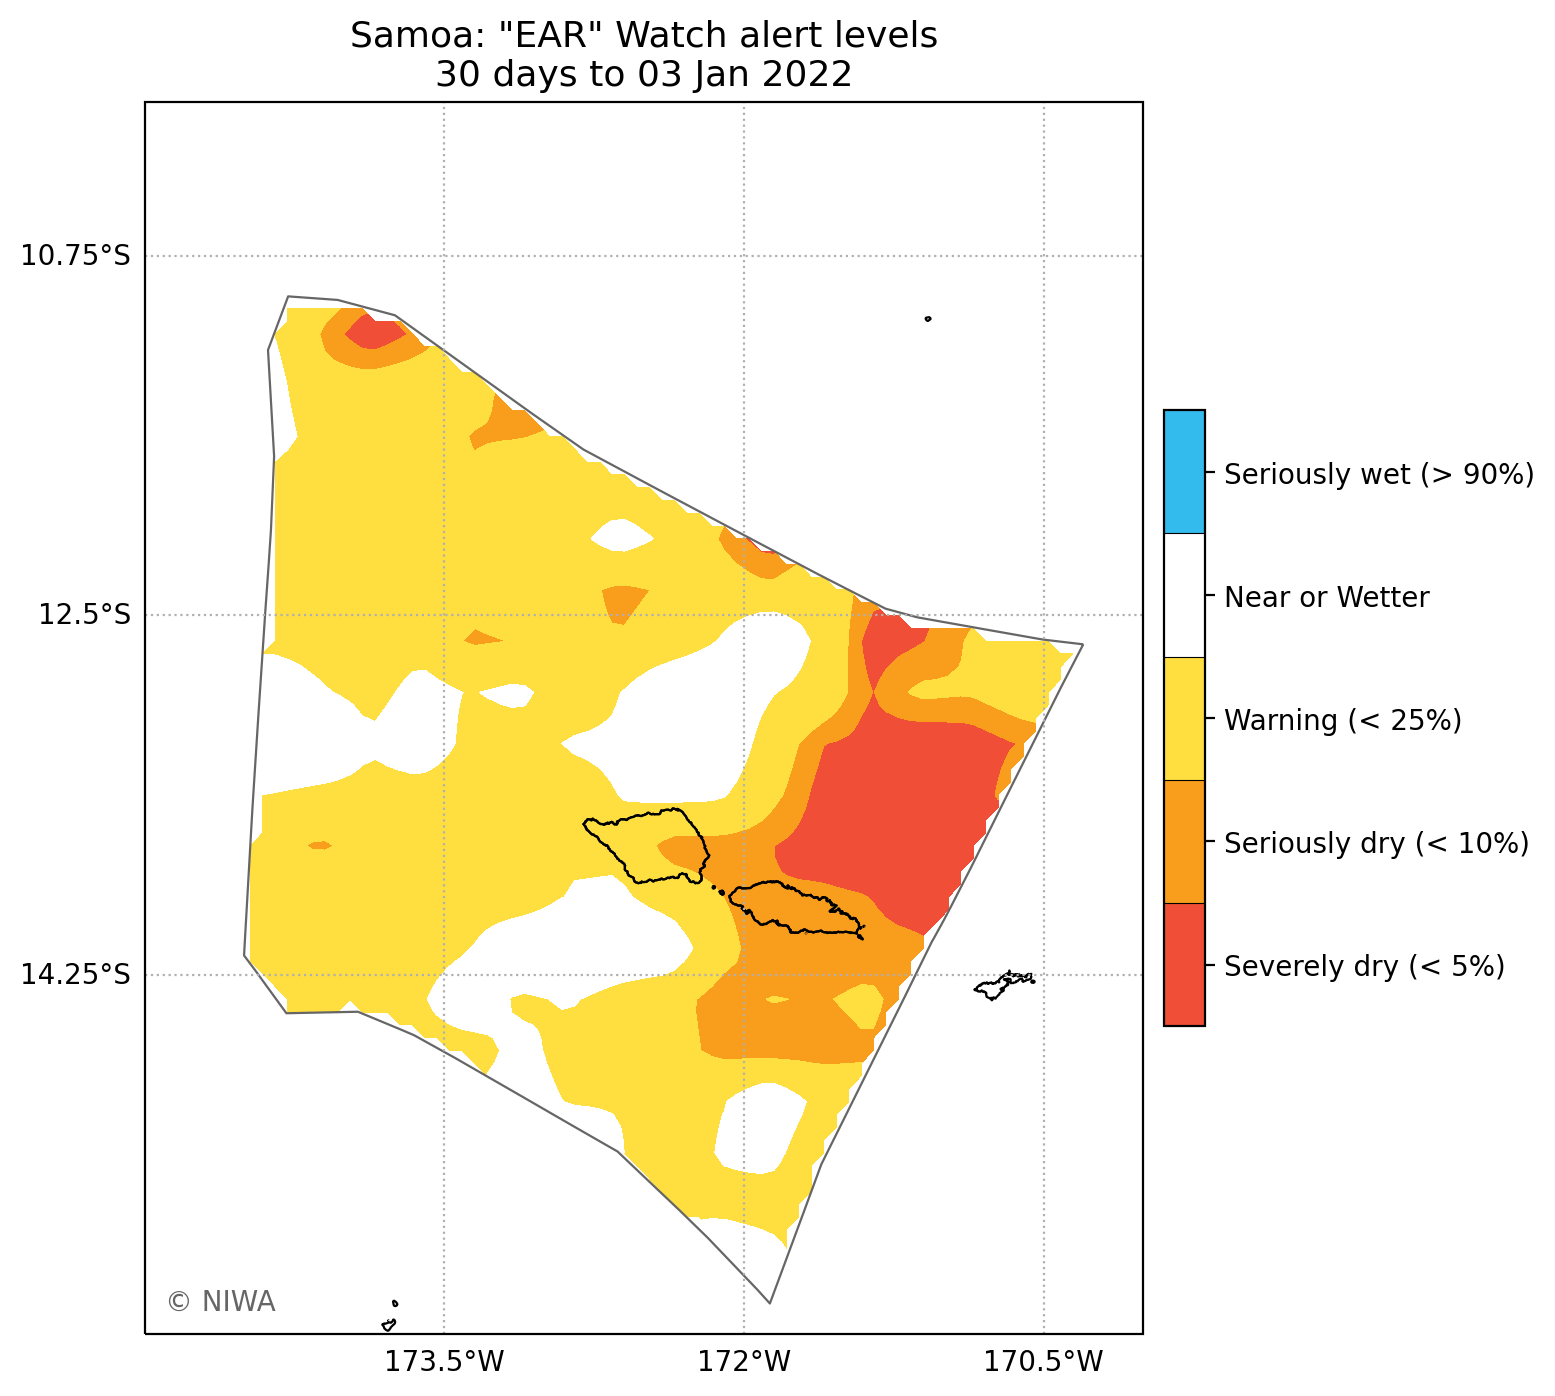 Samoa: "EAR" Watch alert levels
30 days to 03 Jan 2022
10.75°S
12.5°S
14.25°S
173.5°W
172°W
170.5°W
Seriously wet (> 90%)
Near or Wetter
Warning (< 25%)
Seriously dry (< 10%)
Severely dry (< 5%)
© NIWA